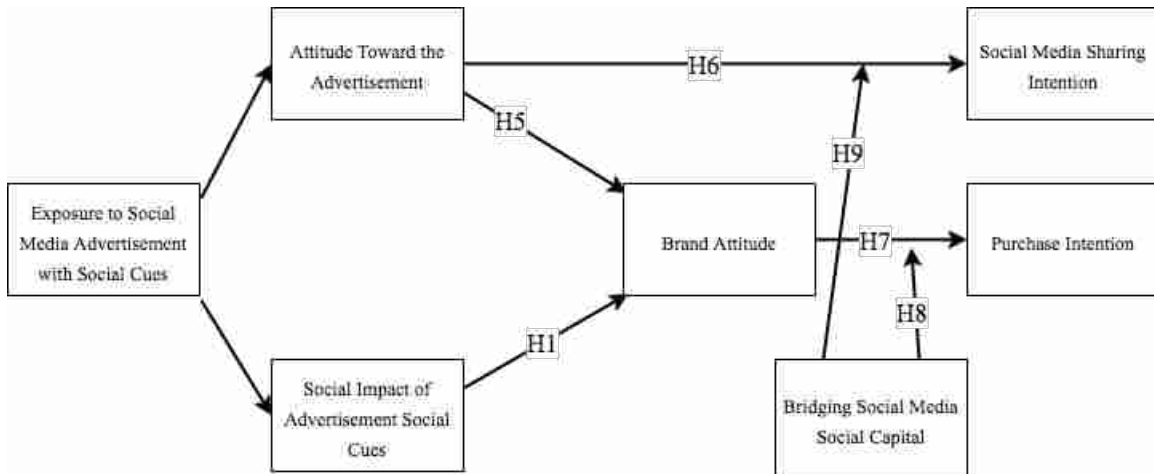 Attitude Toward the
Advertisement
H6
Social Media Sharing
Intention
H5
H9
Exposure to Social
Media Advertisement
with Social Cues
Brand Attitude
H7
Purchase Intention
H8
H1
Social Impact of
Advertisement Social
Cues
Bridging Social Media
Social Capital